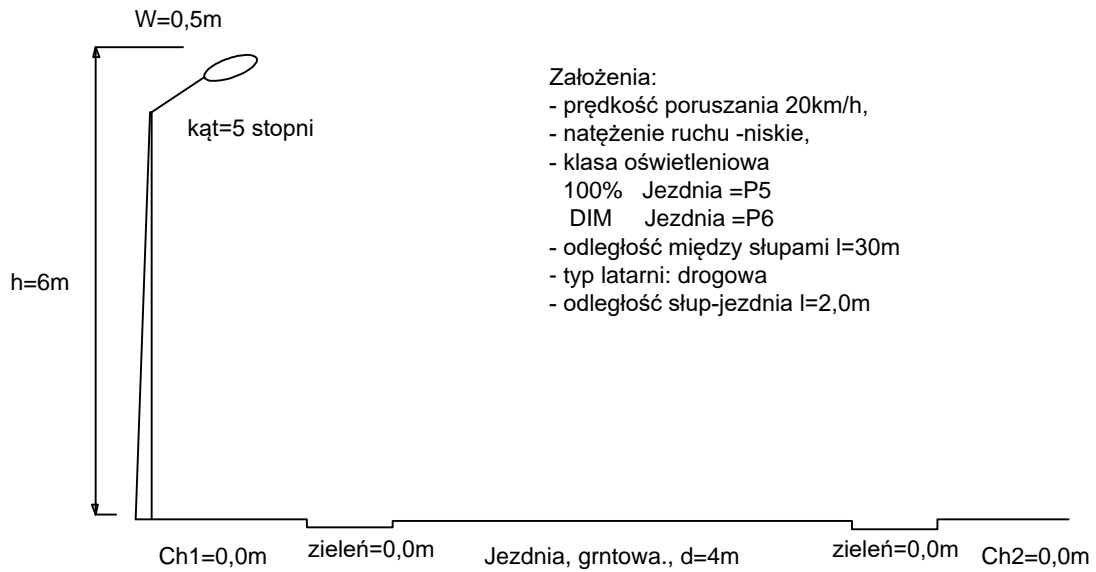 W=0,5m
kąt=5 stopni
h=6m
Założenia:
- prędkość poruszania 20km/h,
- natężenie ruchu -niskie,
- klasa oświetleniowa
100% Jezdnia =P5
DIM Jezdnia =P6
- odległość między słupami l=30m
- typ latarni: drogowa
- odległość słup-jezdnia l=2,0m
Ch1=0,0m
zieleń=0,0m
Jezdnia, grntowa., d=4m
zieleń=0,0m
Ch2=0,0m